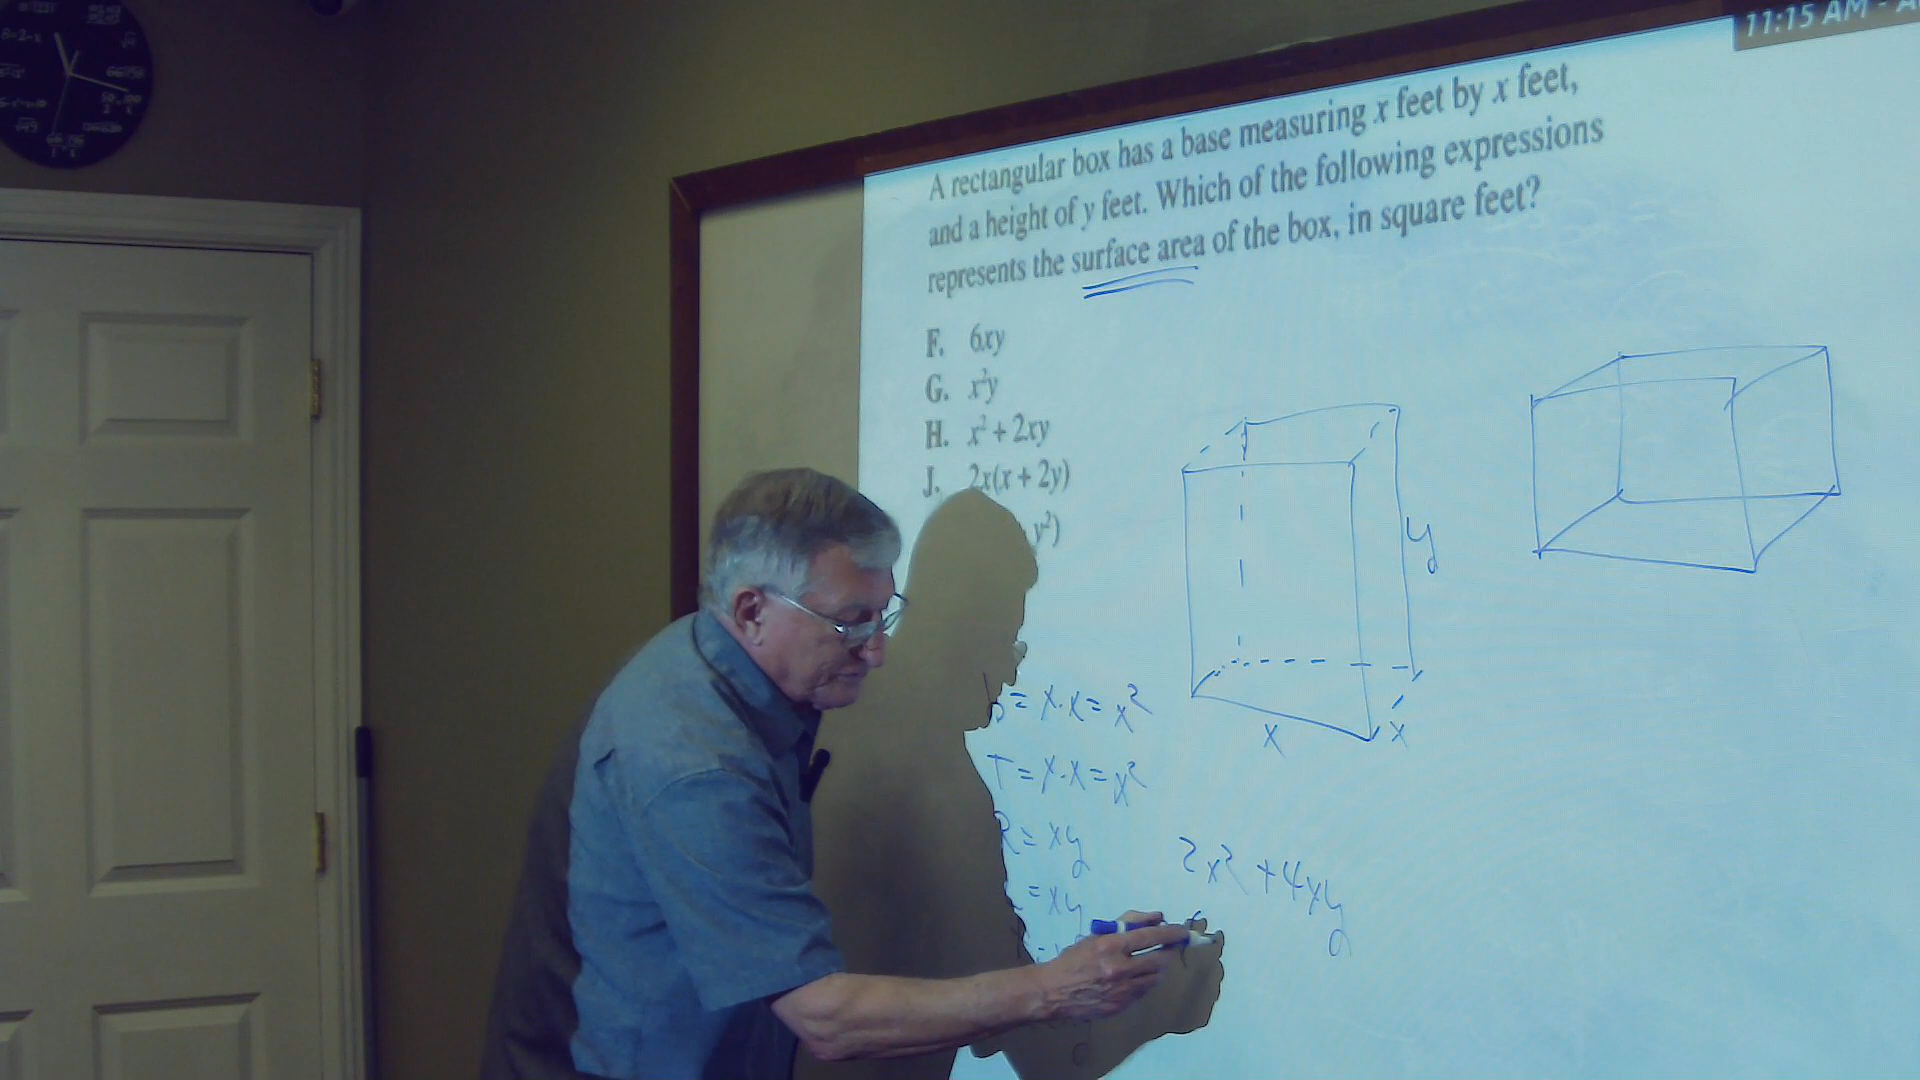 11:15 AM -
A rectangular box has a base measuring x feet by x feet,
and a height of y feet. Which of the following expressions
represents the surface area of the box, in square feet?
F. 6xy
G. x²y
H. x² + 2xy
J. 2x(x + 2y)
y²)
y
= x·x = x²
x x
T = x·x = x²
R = xy
2x² + 4xy
= xy